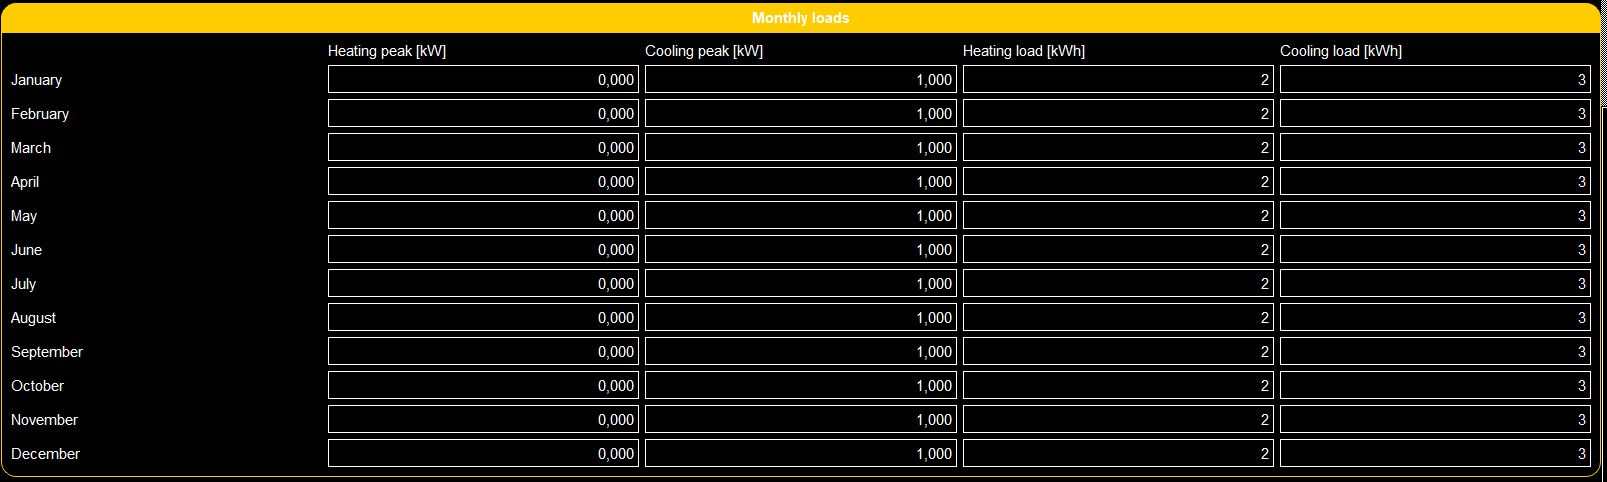 Monthly loads
Heating peak [kW] Cooling peak [kW] Heating load [kWh] Cooling load [kWh]
January 0,000 1,000 2 3
February 0,000 1,000 2 3
March 0,000 1,000 2 3
April 0,000 1,000 2 3
May 0,000 1,000 2 3
June 0,000 1,000 2 3
July 0,000 1,000 2 3
August 0,000 1,000 2 3
September 0,000 1,000 2 3
October 0,000 1,000 2 3
November 0,000 1,000 2 3
December 0,000 1,000 2 3